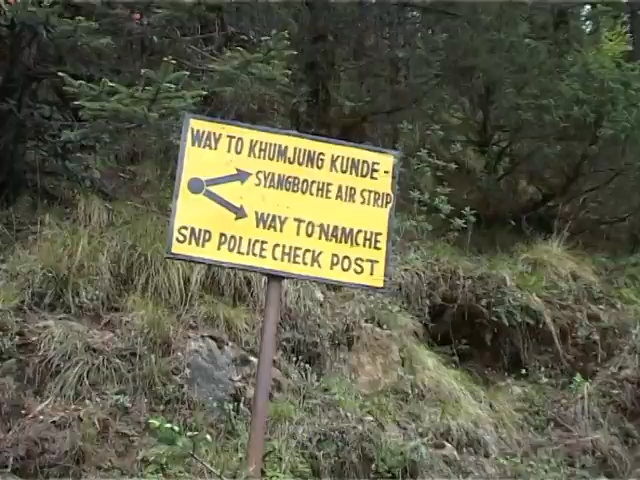 WAY TO KHUMJUNG KUNDE -
SYANGBOCHE AIR STRIP
WAY TO NAMCHE
SNP POLICE CHECK POST